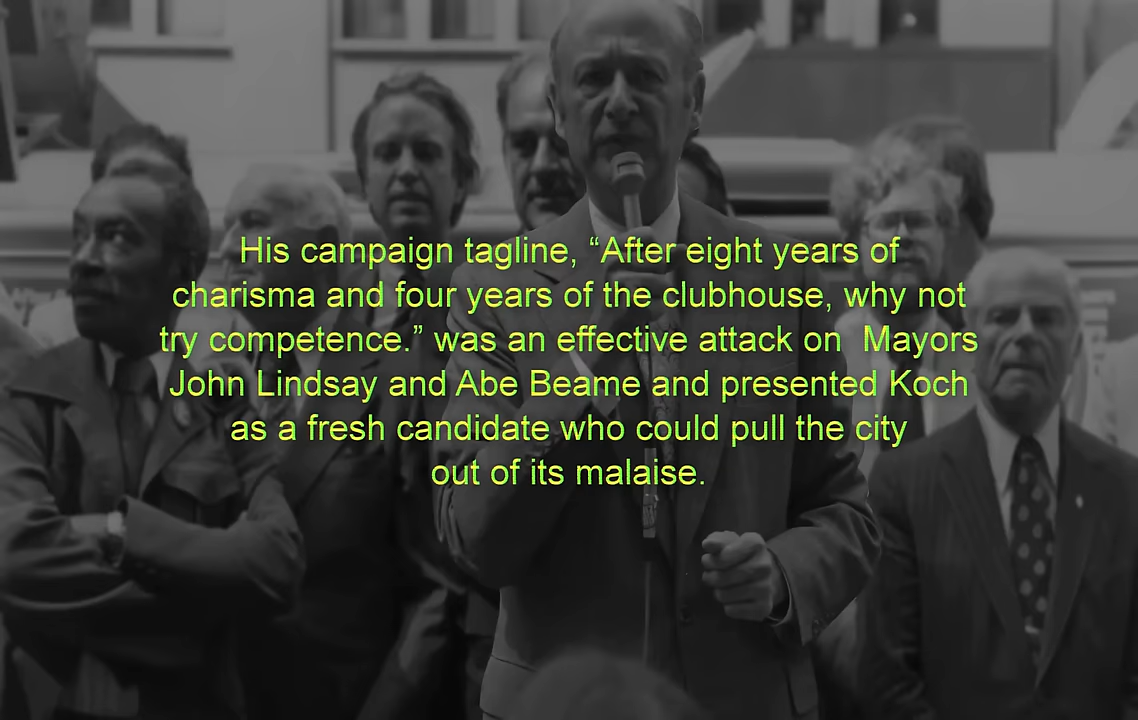 His campaign tagline, “After eight years of
charisma and four years of the clubhouse, why not
try competence.” was an effective attack on  Mayors
John Lindsay and Abe Beame and presented Koch
as a fresh candidate who could pull the city
out of its malaise.